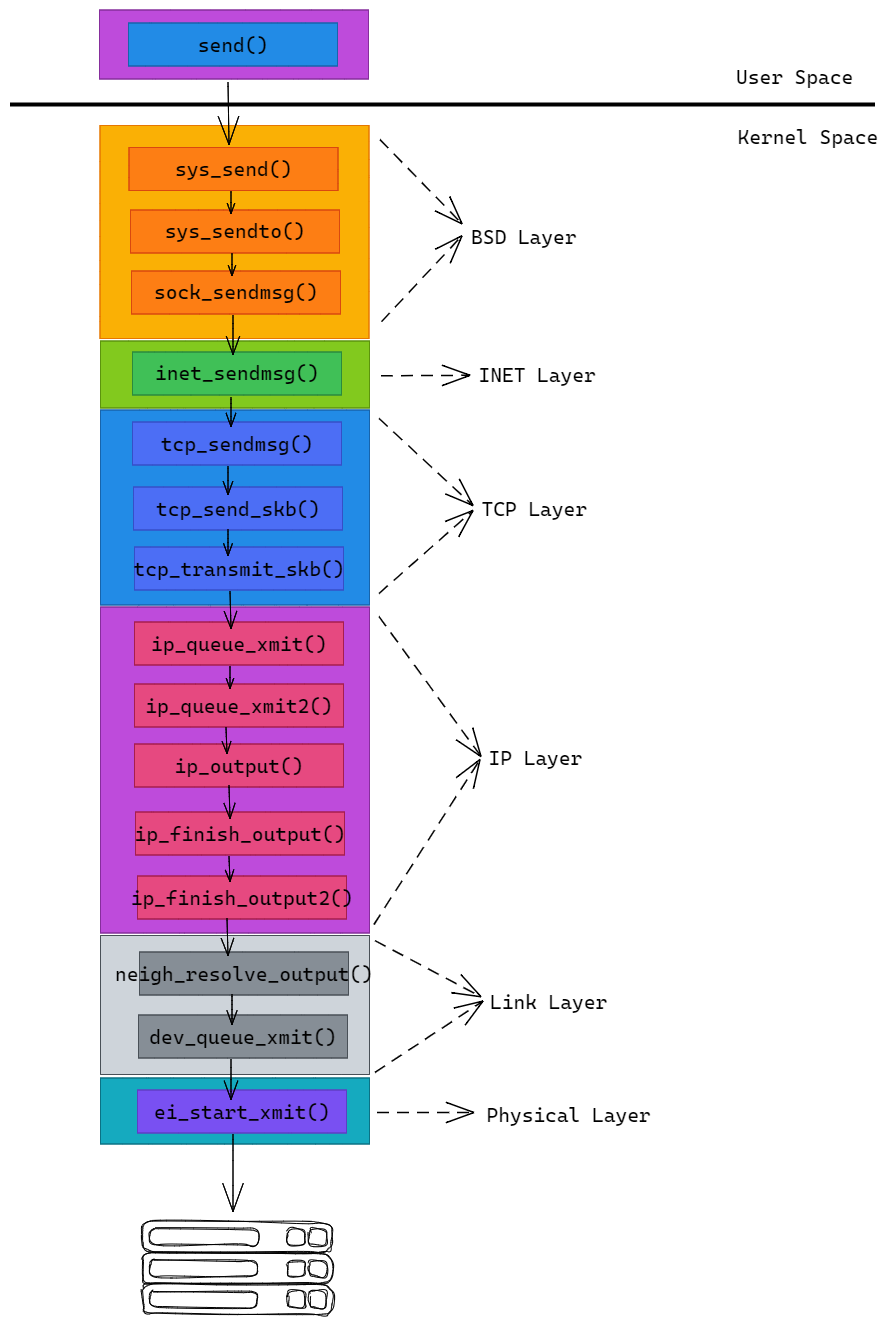 send()
User Space
Kernel Space
sys_send()
sys_sendto()
BSD Layer
sock_sendmsg()
inet_sendmsg()
INET Layer
tcp_sendmsg()
tcp_send_skb()
TCP Layer
tcp_transmit_skb()
ip_queue_xmit()
ip_queue_xmit2()
ip_output()
IP Layer
ip_finish_output()
ip_finish_output2()
neigh_resolve_output()
Link Layer
dev_queue_xmit()
ei_start_xmit()
Physical Layer